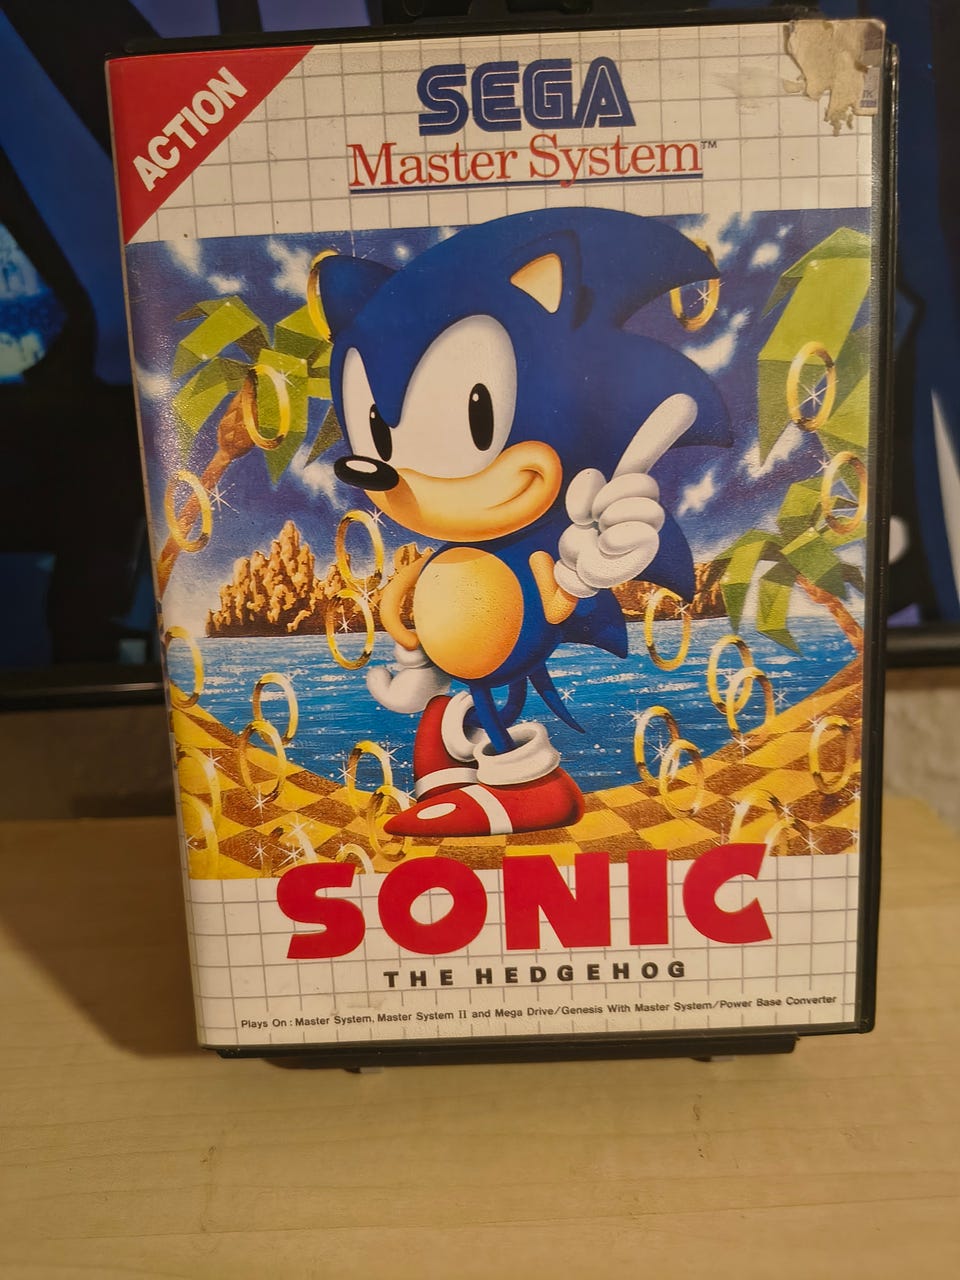 ACTION
SEGA
Master System™
SONIC
THE HEDGEHOG
Plays On : Master System, Master System II and Mega Drive/Genesis With Master System/Power Base Converter